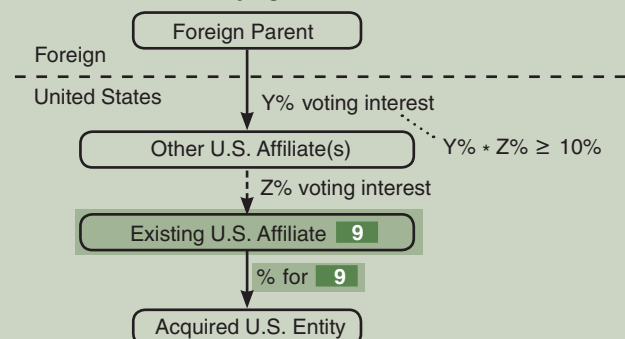 Foreign Parent
Foreign
United States
Y% voting interest
Other U.S. Affiliate(s)
Y% * Z% ≥ 10%
Z% voting interest
Existing U.S. Affiliate 9
% for 9
Acquired U.S. Entity